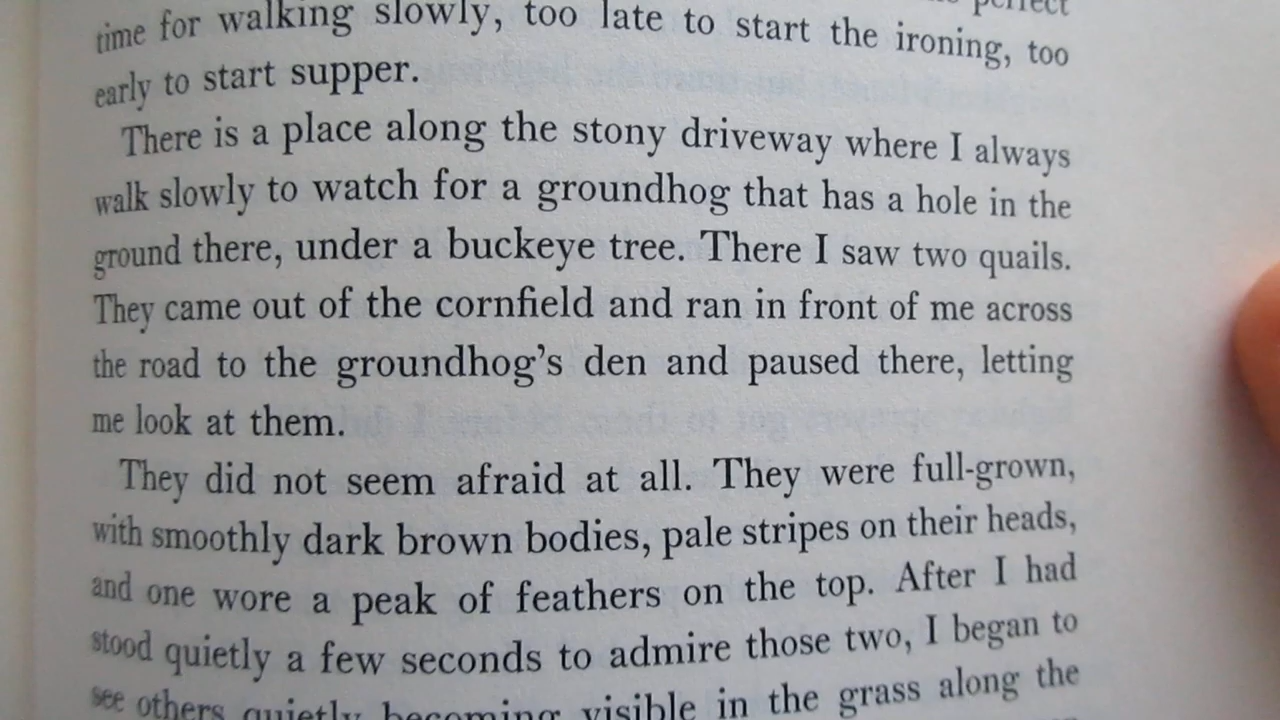 perfect
time for walking slowly, too late to start the ironing, too
early to start supper.
There is a place along the stony driveway where I always
walk slowly to watch for a groundhog that has a hole in the
ground there, under a buckeye tree. There I saw two quails.
They came out of the cornfield and ran in front of me across
the road to the groundhog’s den and paused there, letting
me look at them.
They did not seem afraid at all. They were full-grown,
with smoothly dark brown bodies, pale stripes on their heads,
and one wore a peak of feathers on the top. After I had
stood quietly a few seconds to admire those two, I began to
see others quietly becoming visible in the grass along the